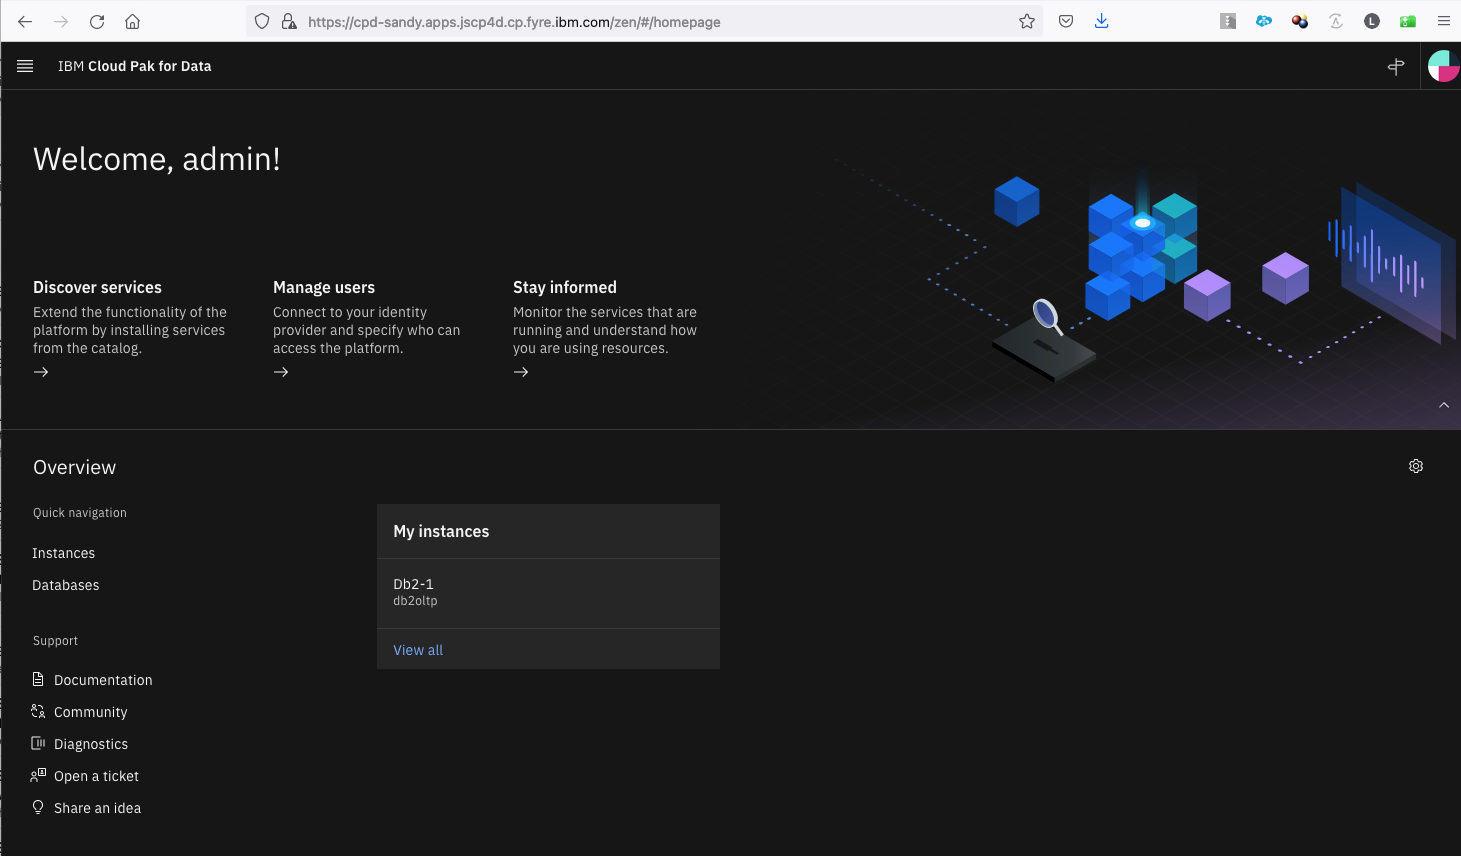 https://cpd-sandy.apps.jscp4d.cp.fyre.ibm.com/zen/#/homepage
IBM Cloud Pak for Data
Welcome, admin!
Discover services
Extend the functionality of the
platform by installing services
from the catalog.
Manage users
Connect to your identity
provider and specify who can
access the platform.
Stay informed
Monitor the services that are
running and understand how
you are using resources.
Overview
Quick navigation
Instances
Databases
Support
Documentation
Community
Diagnostics
Open a ticket
Share an idea
My instances
Db2-1
db2oltp
View all